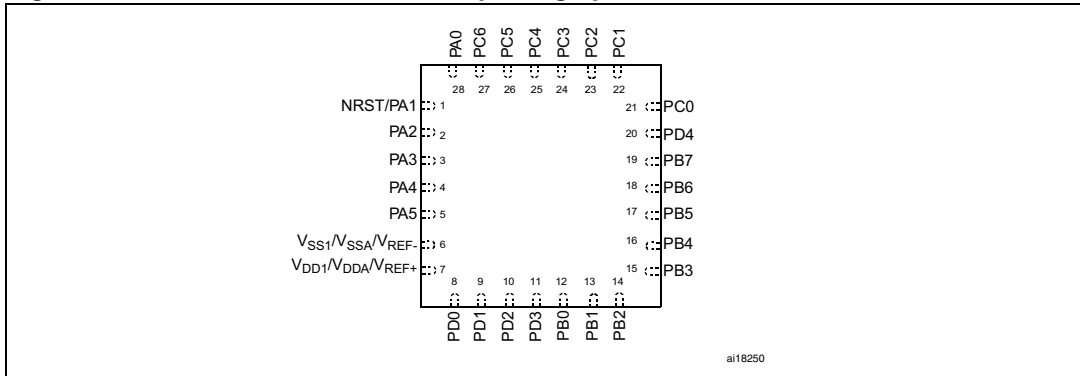 PA0 PC6 PC5 PC4 PC3 PC2 PC1
28 27 26 25 24 23 22
NRST/PA1 1
PA2 2
PA3 3
PA4 4
PA5 5
VSS1/VSSA/VREF- 6
VDD1/VDDA/VREF+ 7
21 PC0
20 PD4
19 PB7
18 PB6
17 PB5
16 PB4
15 PB3
8 9 10 11 12 13 14
PD0 PD1 PD2 PD3 PB0 PB1 PB2
ai18250